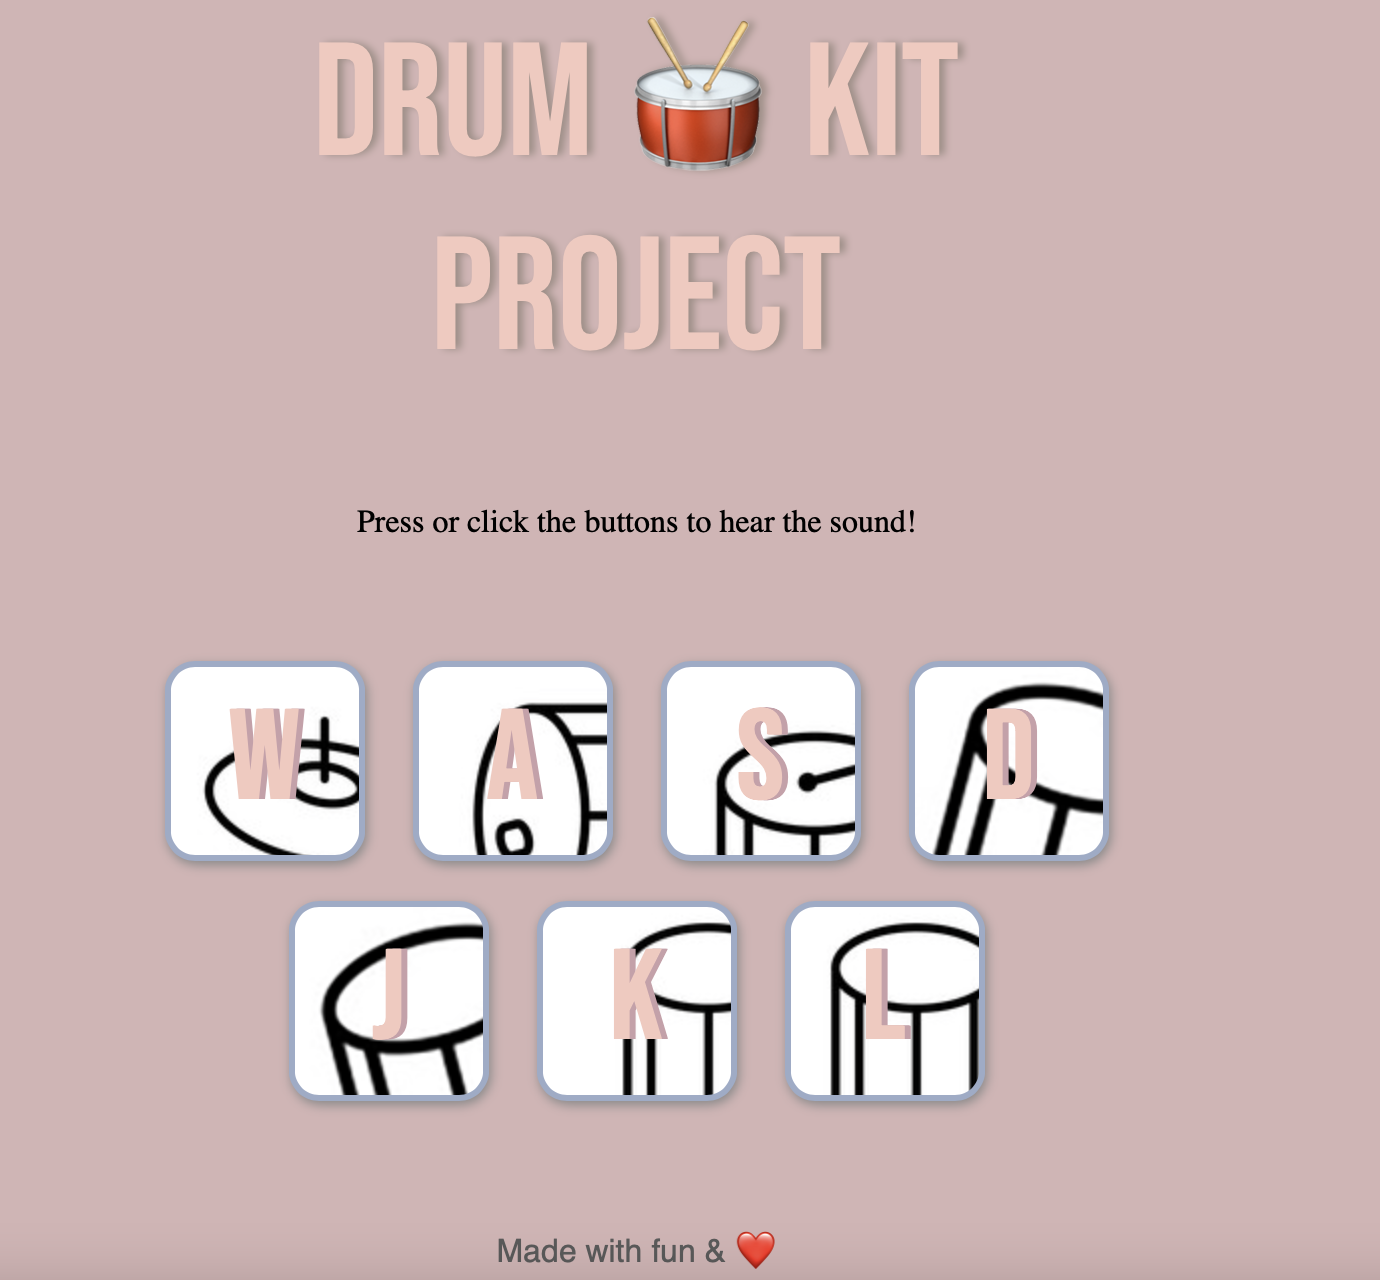 DRUM 🥁 KIT
PROJECT
Press or click the buttons to hear the sound!
W A S D
J K L
Made with fun & ❤️